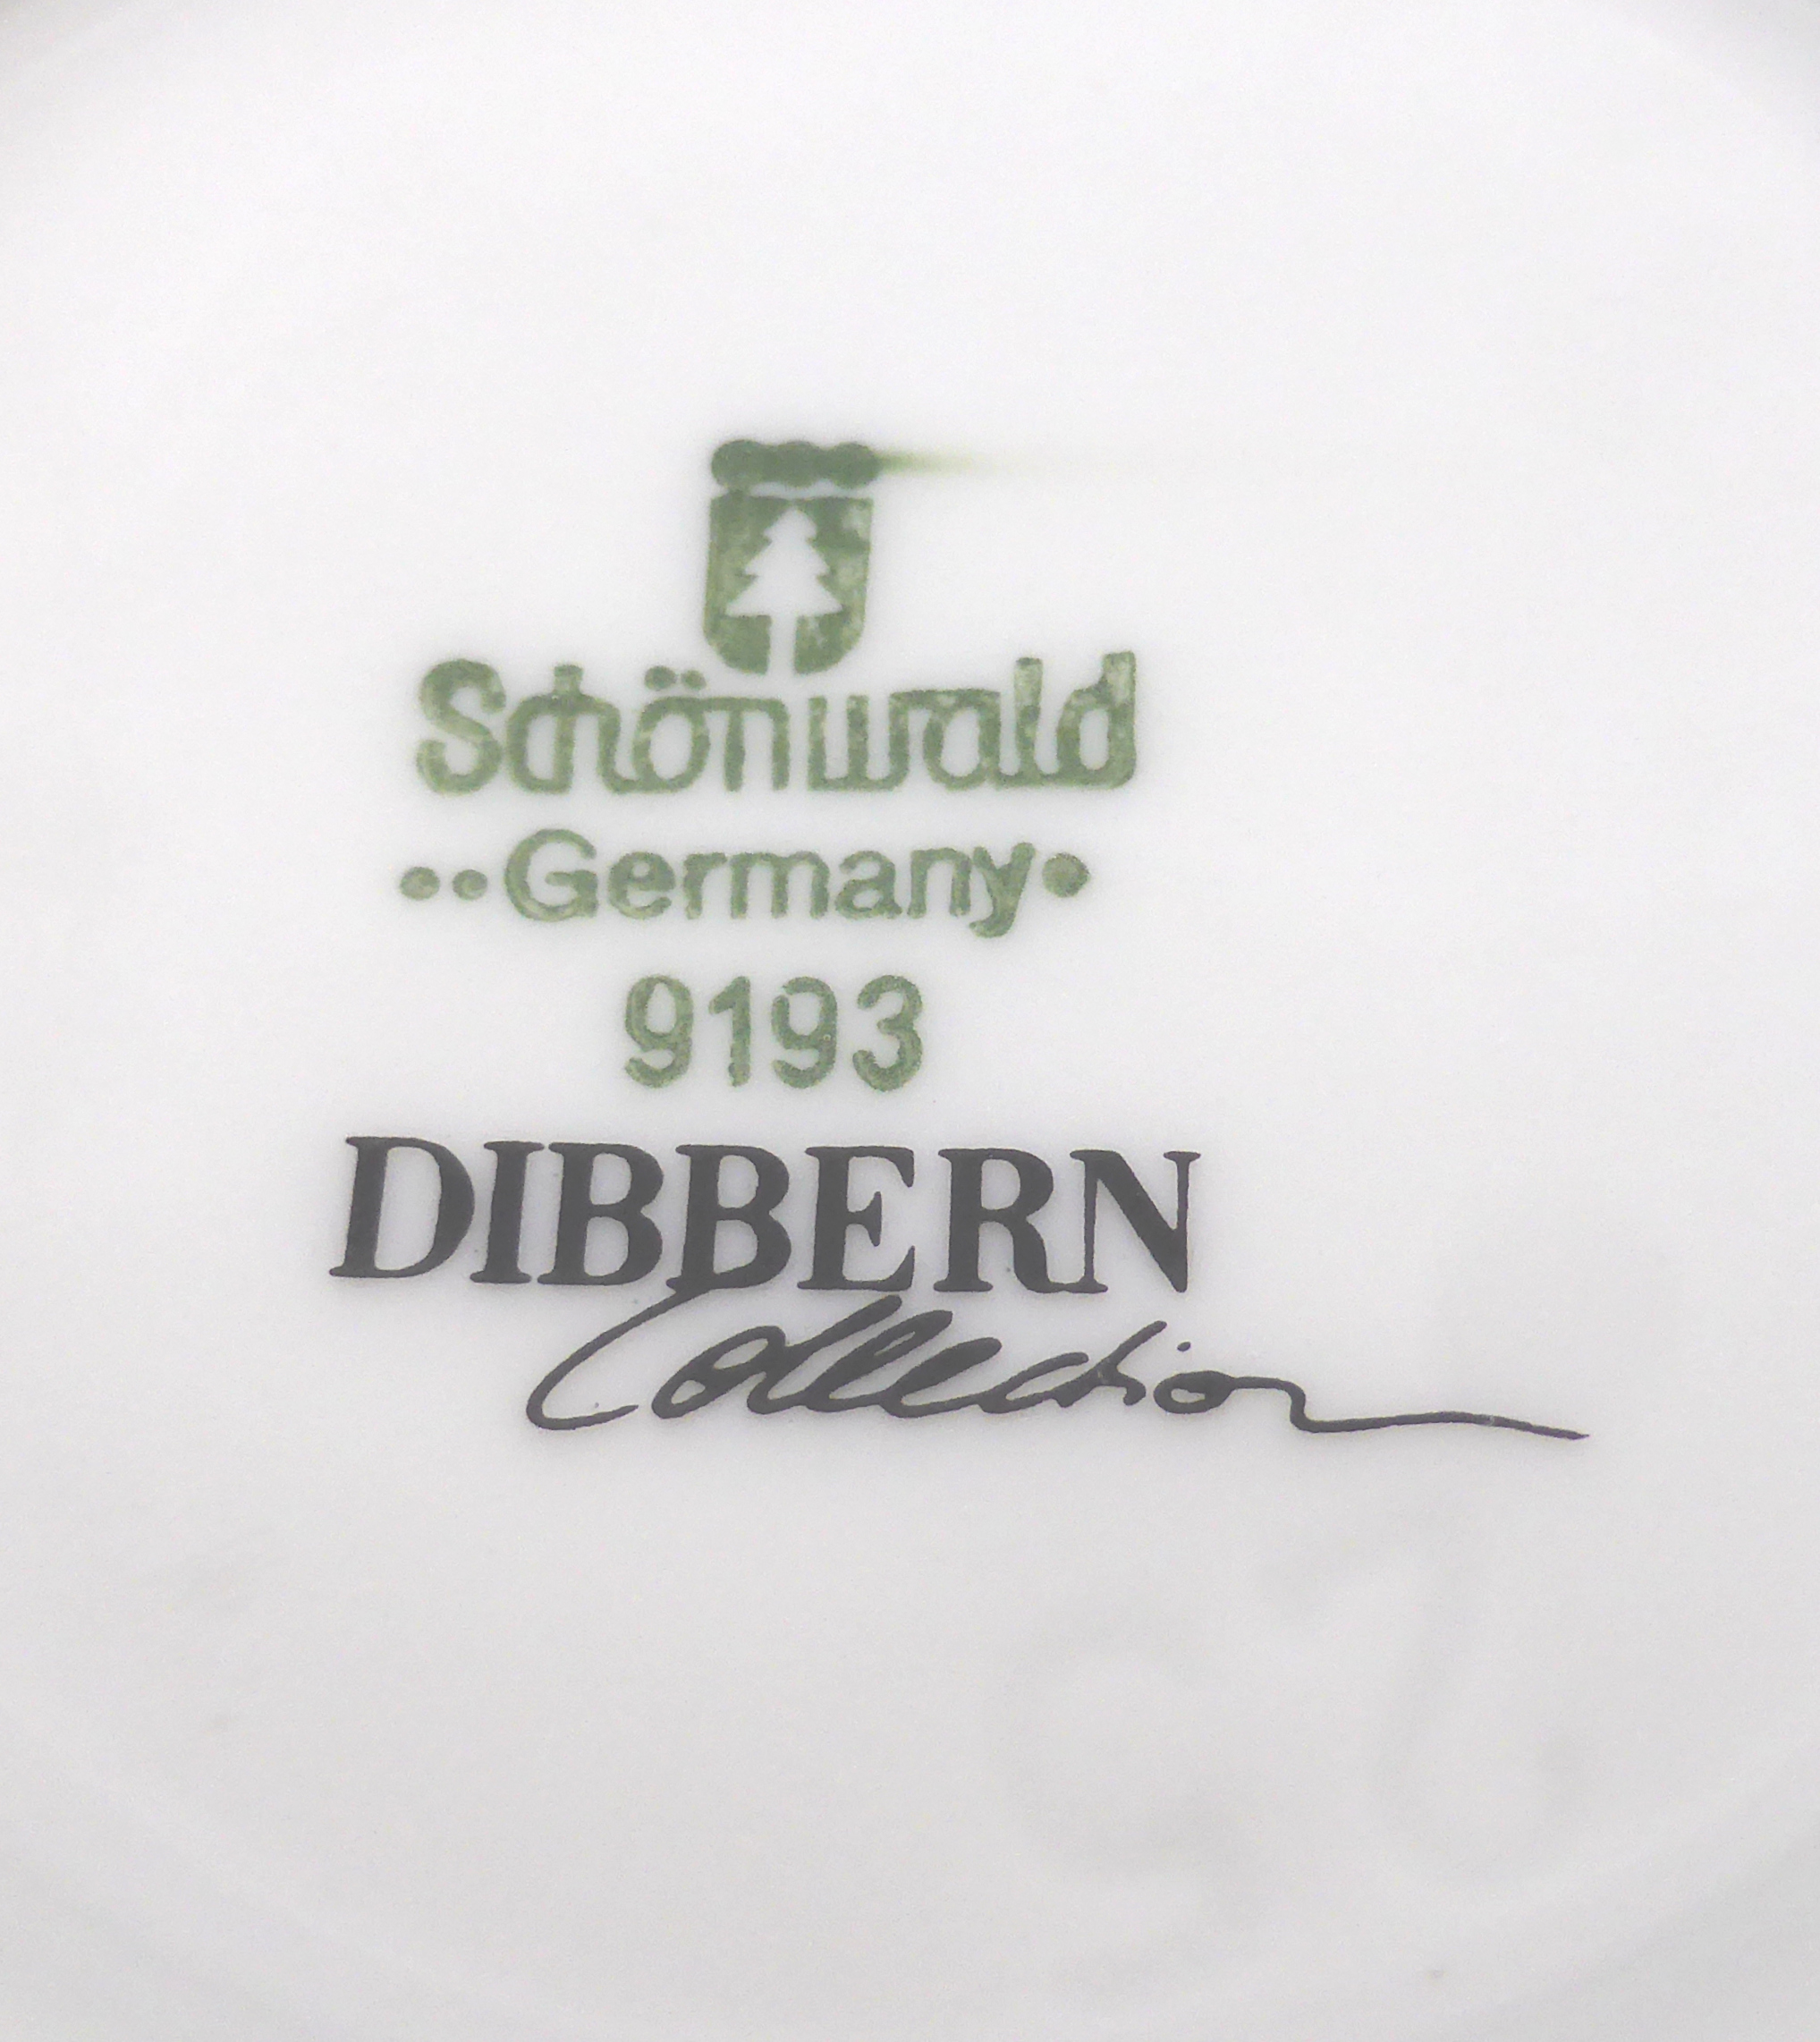 Schönwald
••Germany•
9193
DIBBERN
Collection